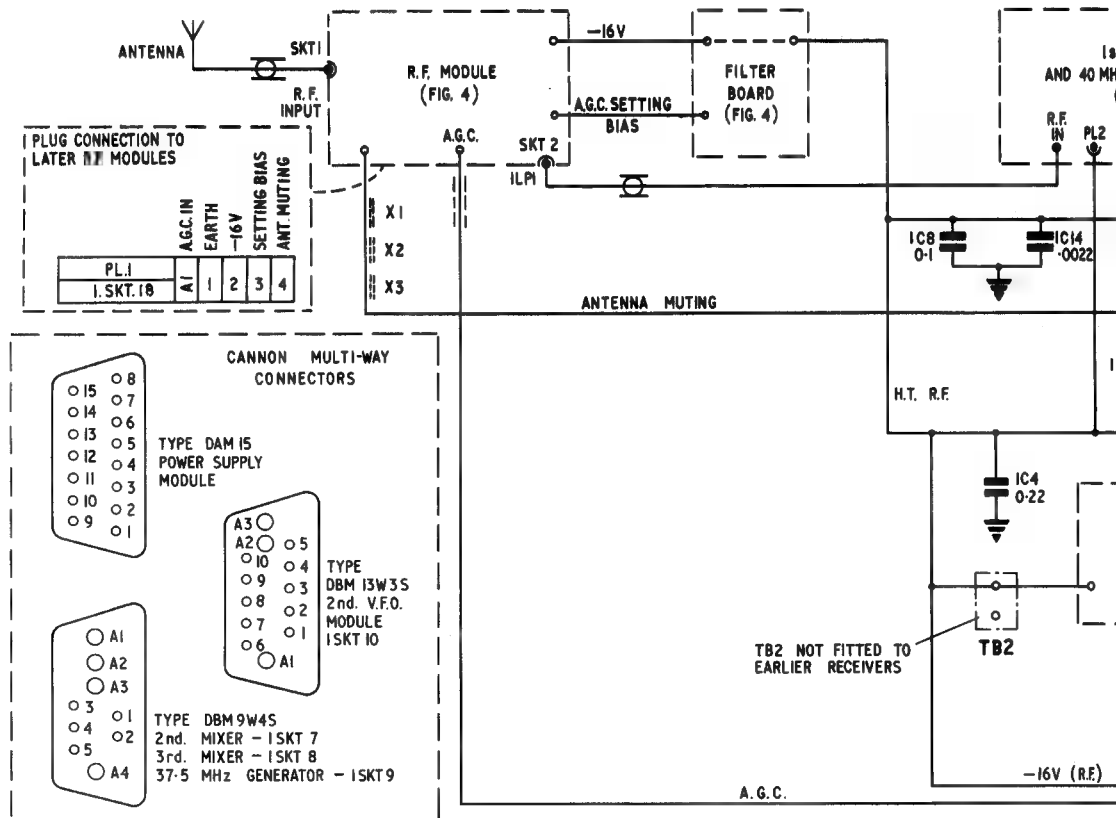 ANTENNA
SKT1
R.F.
INPUT
R.F. MODULE
(FIG. 4)
A.G.C.
SKT 2
1LP1
-16V
A.G.C. SETTING
BIAS
FILTER
BOARD
(FIG. 4)
AND 40 MH
R.F.
IN
PL2
PLUG CONNECTION TO
LATER MODULES
A.G.C. IN
EARTH
-16V
SETTING BIAS
ANT. MUTING
PL.1
1.SKT.18
A1 1 2 3 4
X1
X2
X3
1C8
0·1
1C14
·0022
ANTENNA MUTING
H.T. R.F.
1C4
0·22
TB2 NOT FITTED TO
EARLIER RECEIVERS
TB2
-16V (R.F.)
A.G.C.
CANNON MULTI-WAY
CONNECTORS
15
14
13
12
11
10
9
8
7
6
5
4
3
2
1
TYPE DAM 15
POWER SUPPLY
MODULE
A3
A2
10
9
8
7
6
5
4
3
2
1
A1
TYPE
DBM 13W3S
2nd. V.F.O.
MODULE
1SKT 10
A1
A2
A3
3
4
5
1
2
A4
TYPE DBM9W4S
2nd. MIXER - 1SKT 7
3rd. MIXER - 1SKT 8
37·5 MHz GENERATOR - 1SKT9